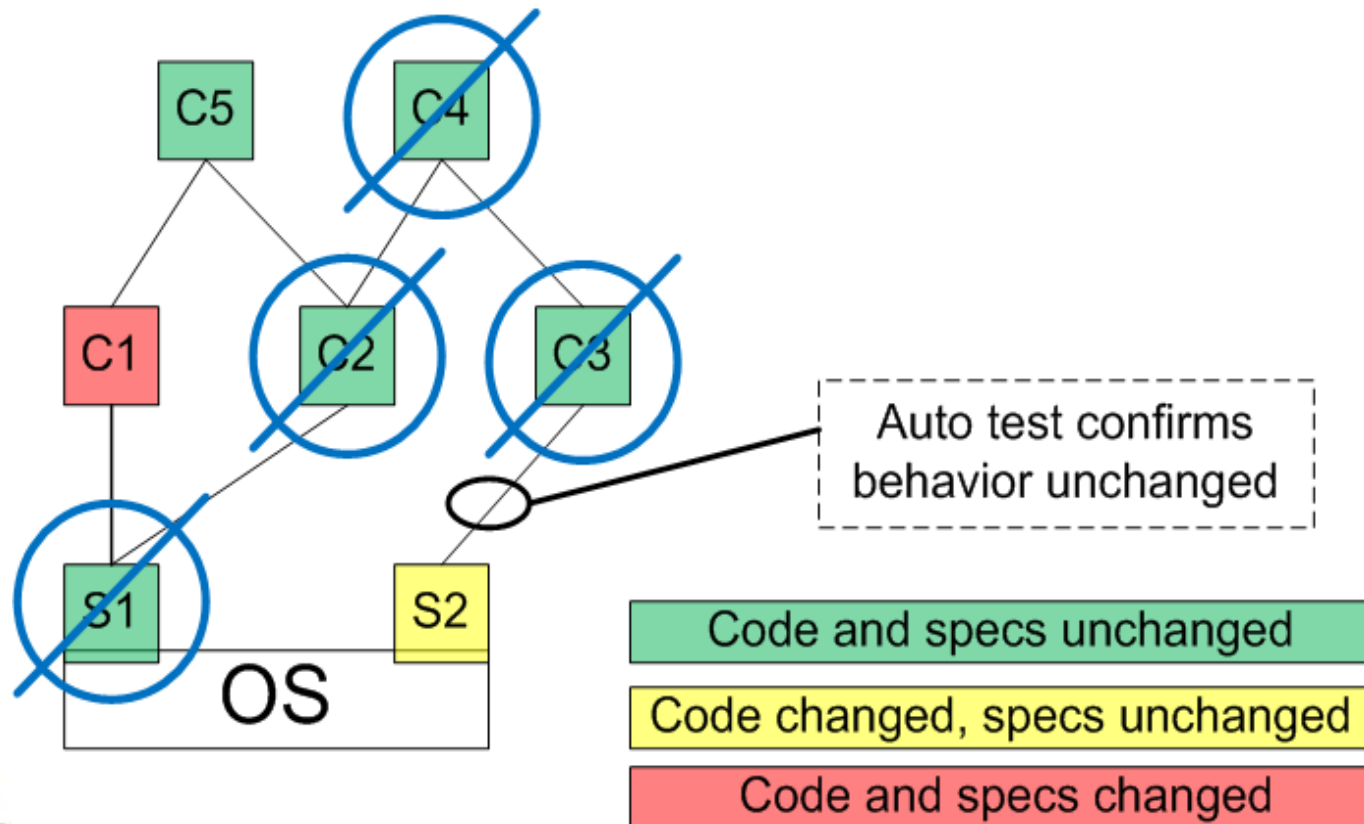 C5
C4
C1
C2
C3
Auto test confirms
behavior unchanged
S1
S2
OS
Code and specs unchanged
Code changed, specs unchanged
Code and specs changed